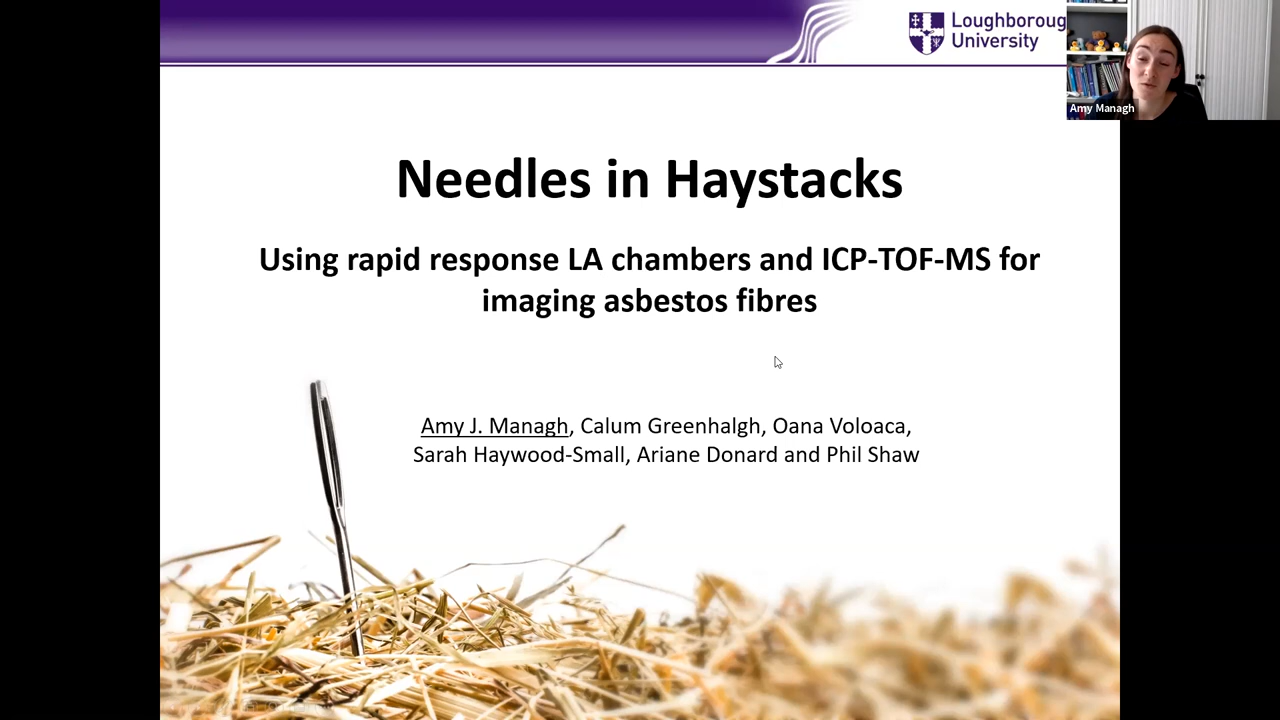 Loughboroug
University
Amy Managh
Needles in Haystacks
Using rapid response LA chambers and ICP-TOF-MS for
imaging asbestos fibres
Amy J. Managh, Calum Greenhalgh, Oana Voloaca,
Sarah Haywood-Small, Ariane Donard and Phil Shaw